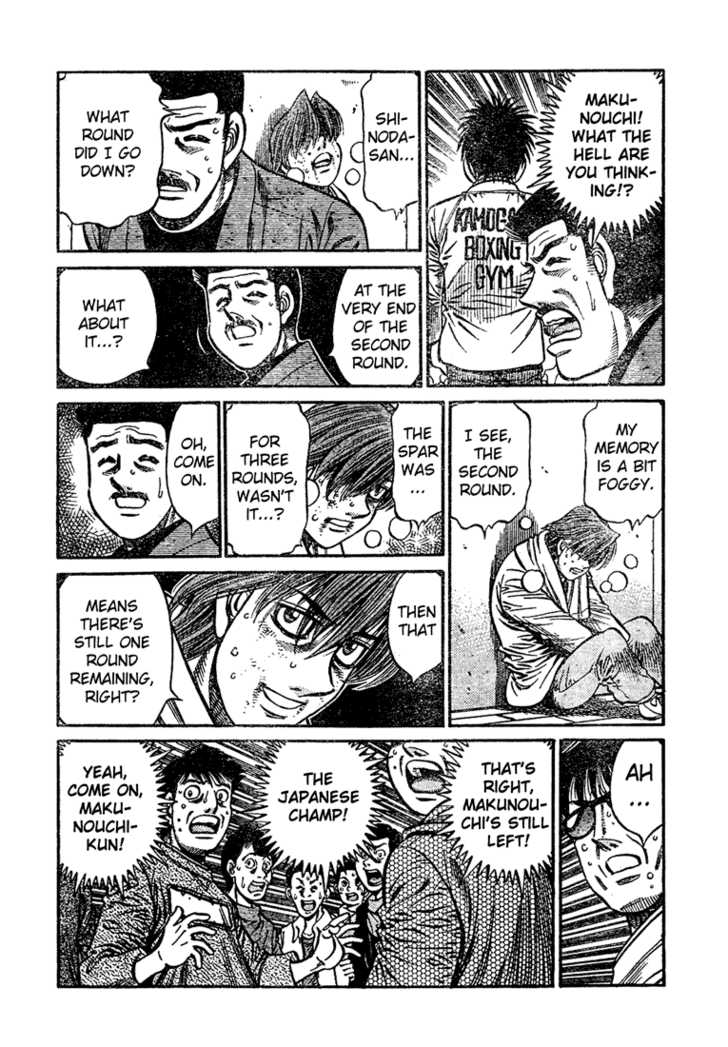 MAKU-
NOUCHI!
WHAT THE
HELL ARE
YOU THINK-
ING!?
KAMOG
BOXING
GYM
SHI-
NODA-
SAN...
WHAT
ROUND
DID I GO
DOWN?
AT THE
VERY END
OF THE
SECOND
ROUND.
WHAT
ABOUT
IT...?
MY
MEMORY
IS A BIT
FOGGY.
I SEE,
THE
SECOND
ROUND.
THE
SPAR
WAS
...
FOR
THREE
ROUNDS,
WASN'T
IT...?
OH,
COME
ON.
THEN
THAT
MEANS
THERE'S
STILL ONE
ROUND
REMAINING,
RIGHT?
AH
...
THAT'S
RIGHT,
MAKUNOU-
CHI'S STILL
LEFT!
THE
JAPANESE
CHAMP!
YEAH,
COME ON,
MAKU-
NOUCHI-
KUN!